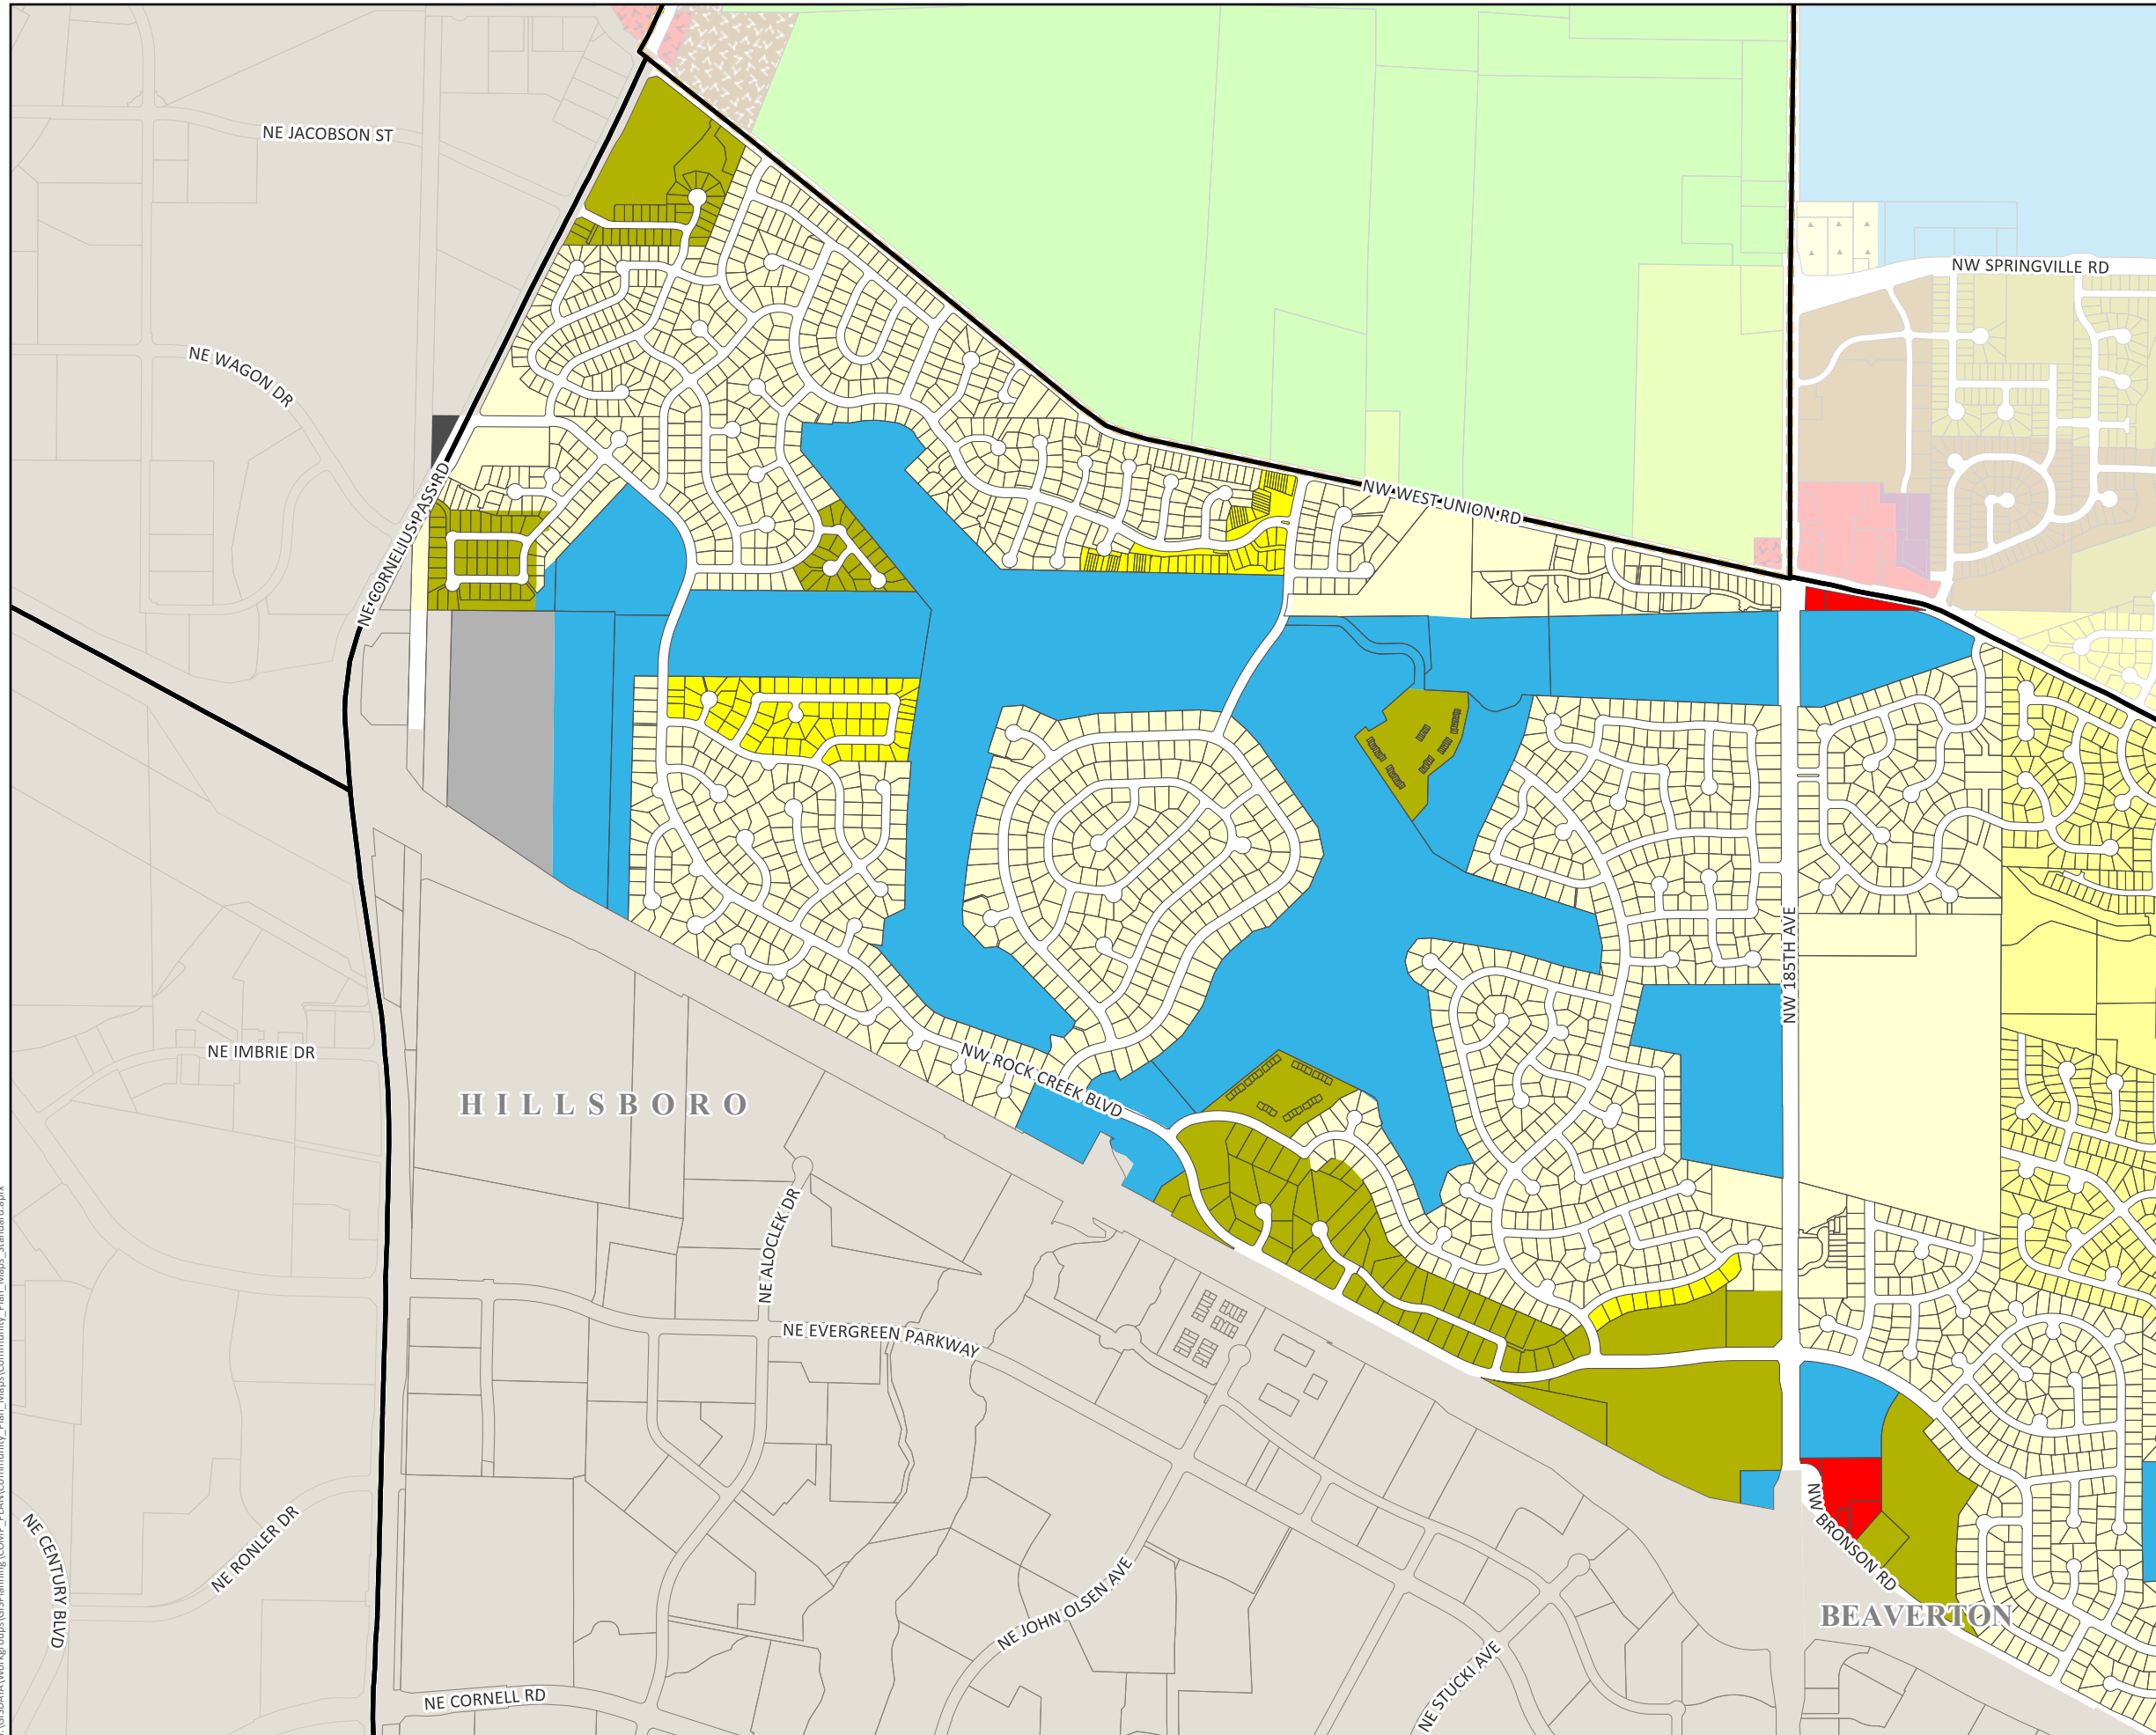 NE JACOBSON ST
NW SPRINGVILLE RD
NE WAGON DR
NW WEST UNION RD
NE CORNELIUS PASS RD
NW 185TH AVE
NE IMBRIE DR
NW ROCK CREEK BLVD
HILLSBORO
NE ALOCLEK DR
NE EVERGREEN PARKWAY
NE CENTURY BLVD
NE RONLER DR
NW BRONSON RD
NE JOHN OLSEN AVE
BEAVERTON
NE STUCKI AVE
NE CORNELL RD